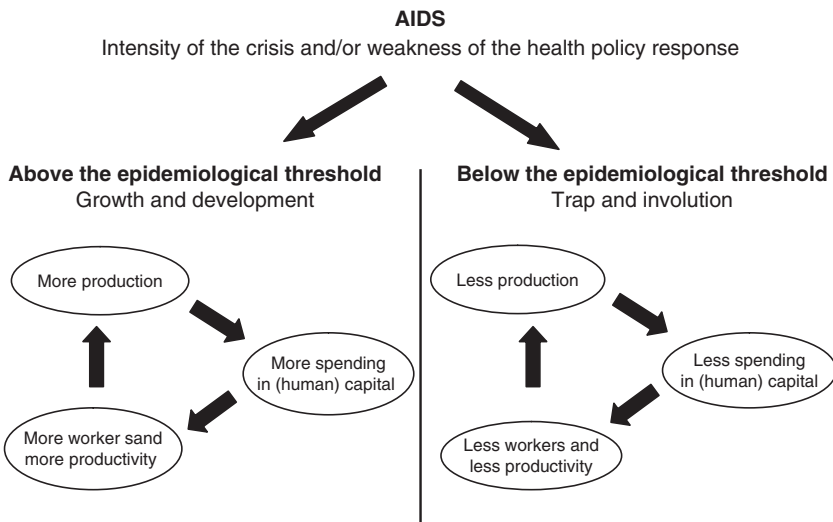 AIDS
Intensity of the crisis and/or weakness of the health policy response
Above the epidemiological threshold
Growth and development
More production
More spending
in (human) capital
More worker sand
more productivity
Below the epidemiological threshold
Trap and involution
Less production
Less spending
in (human) capital
Less workers and
less productivity